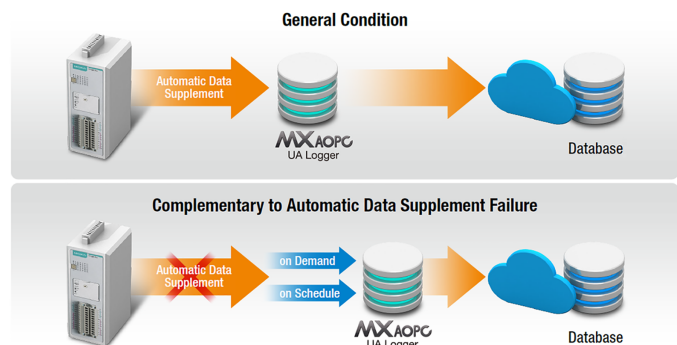 General Condition
Automatic Data
Supplement
MXAOPC
UA Logger
Database
Complementary to Automatic Data Supplement Failure
Automatic Data
Supplement
on Demand
on Schedule
MXAOPC
UA Logger
Database